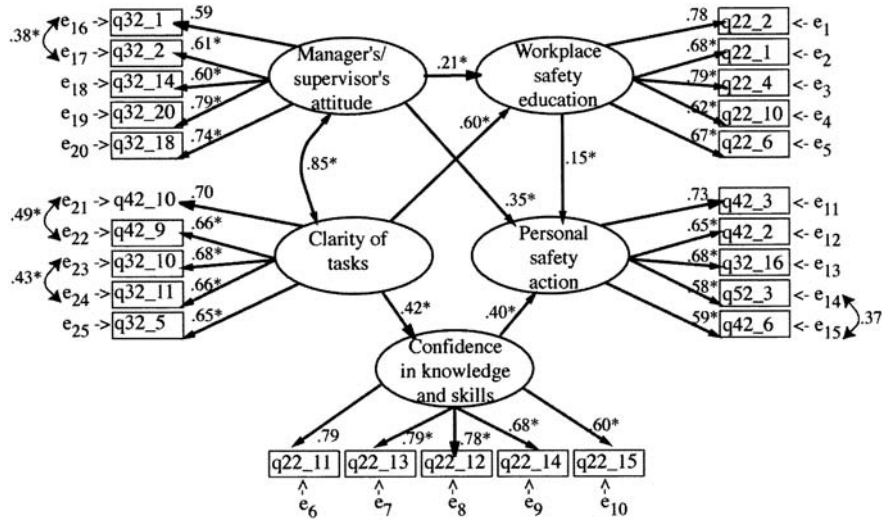 e16 -> q32_1 .59
.38*
e17 -> q32_2 .61*
e18 -> q32_14 .60*
e19 -> q32_20 .79*
e20 -> q32_18 .74*
Manager's/
supervisor's
attitude
.21*
Workplace
safety
education
.78 q22_2 <- e1
.68* q22_1 <- e2
.79* q22_4 <- e3
.62* q22_10 <- e4
.67* q22_6 <- e5
.85*
.60*
.35*
.15*
e21 -> q42_10 .70
.49*
e22 -> q42_9 .66*
e23 -> q32_10 .68*
.43*
e24 -> q32_11 .66*
e25 -> q32_5 .65*
Clarity of
tasks
Personal
safety
action
.73 q42_3 <- e11
.65* q42_2 <- e12
.68* q32_16 <- e13
.58* q52_3 <- e14
.37
.59* q42_6 <- e15
.42*
.40*
Confidence
in knowledge
and skills
.79 .79* .78* .68* .60*
q22_11 q22_13 q22_12 q22_14 q22_15
e6 e7 e8 e9 e10